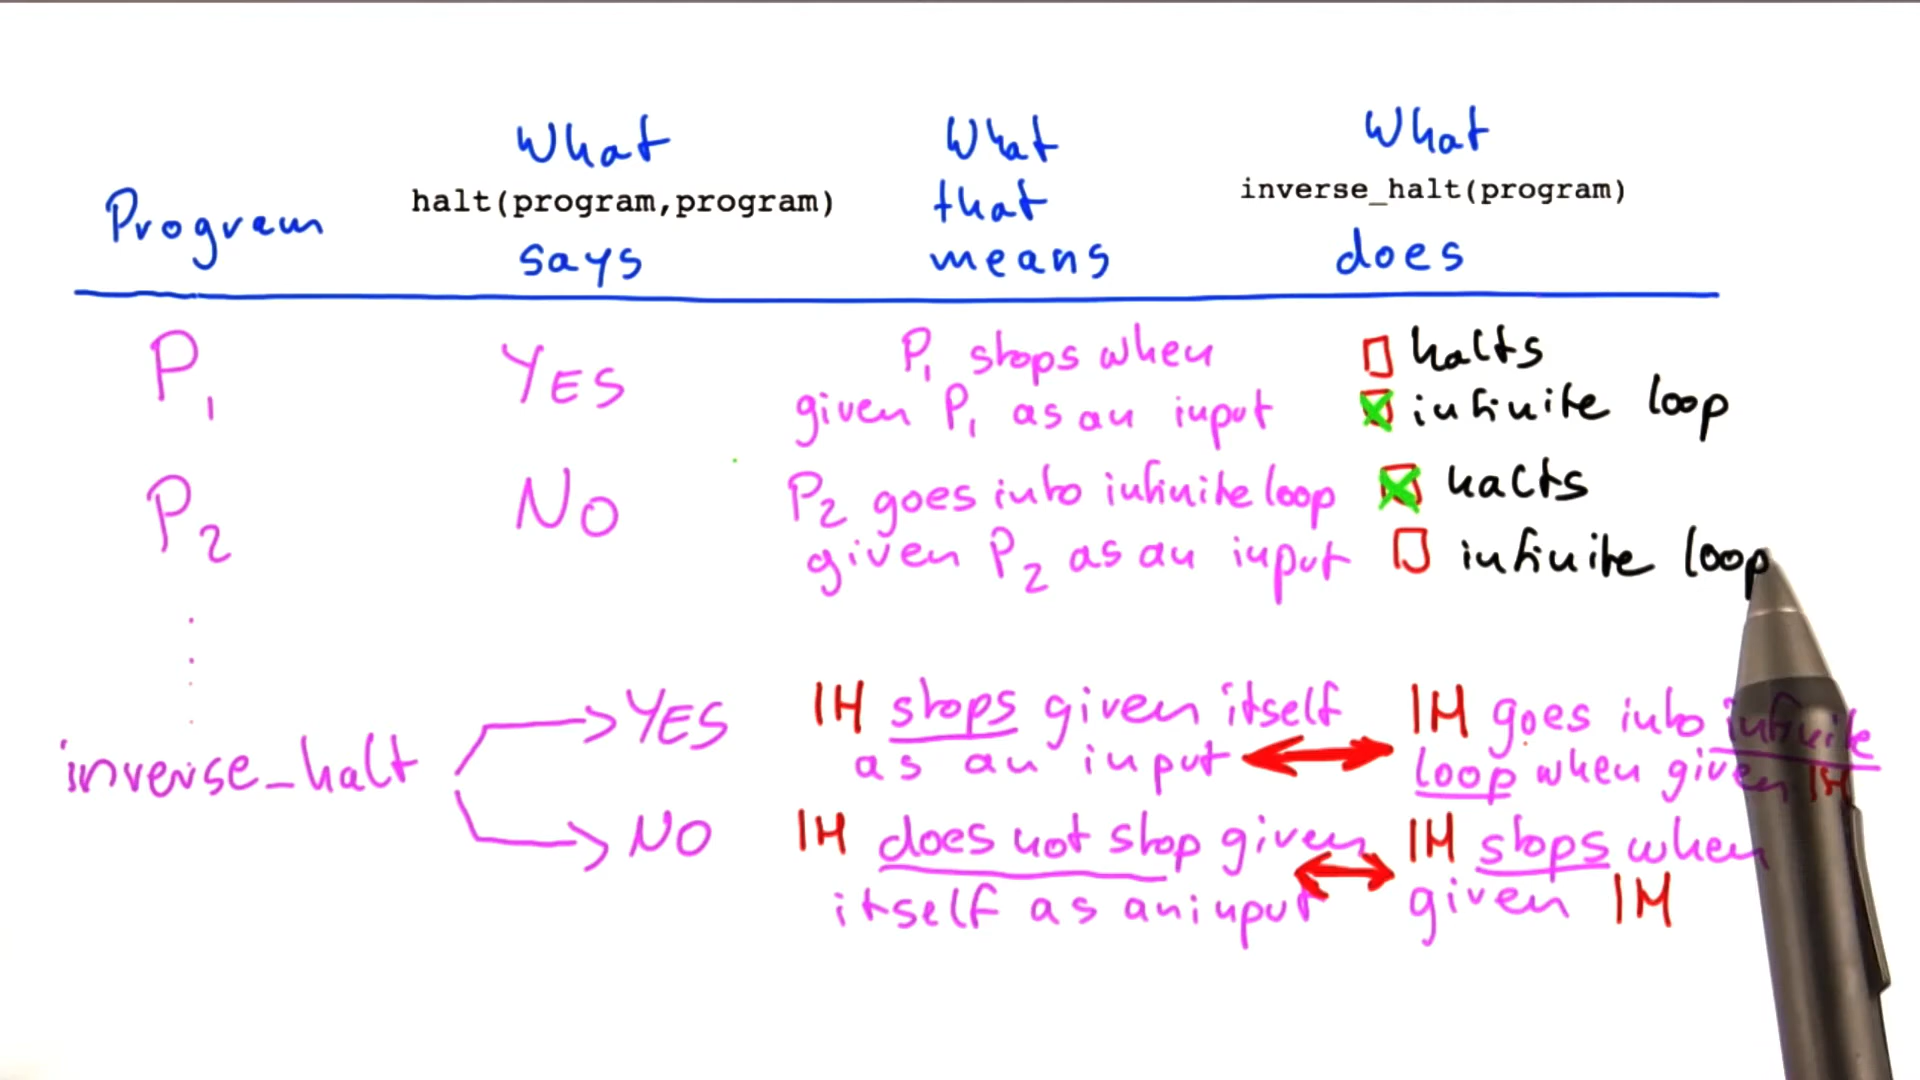 What What What
halt(program,program) that inverse_halt(program)
Program says means does
P1 YES P1 stops when halts
given P1 as an input infinite loop
P2 NO P2 goes into infinite loop halts
given P2 as an input infinite loop
YES IH stops given itself IH goes into infinite
inverse_halt as an input loop when given IH
NO IH does not stop given IH stops when
itself as an input given IH